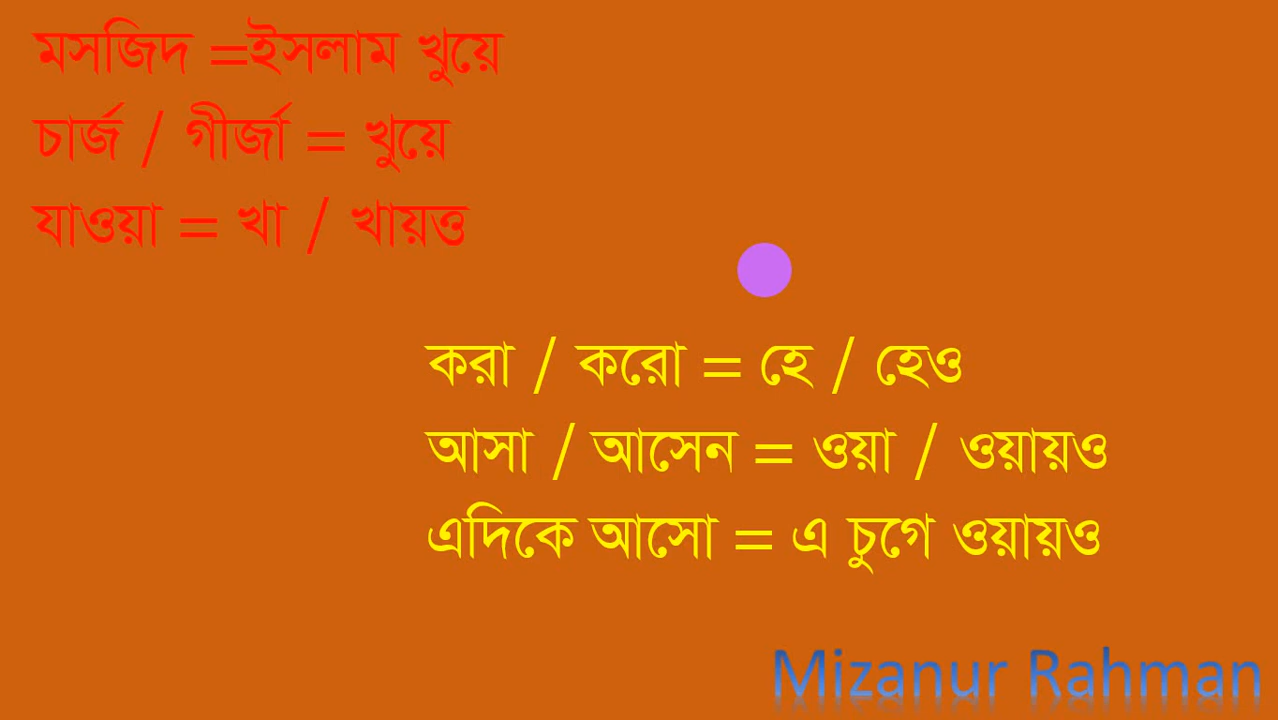 মসজিদ =ইসলাম খুয়ে
চার্জ / গীর্জা = খুয়ে
যাওয়া = খা / খায়ত্ত
করা / করো = হে / হেও
আসা / আসেন = ওয়া / ওয়ায়ও
এদিকে আসো = এ চুগে ওয়ায়ও
Mizanur Rahman